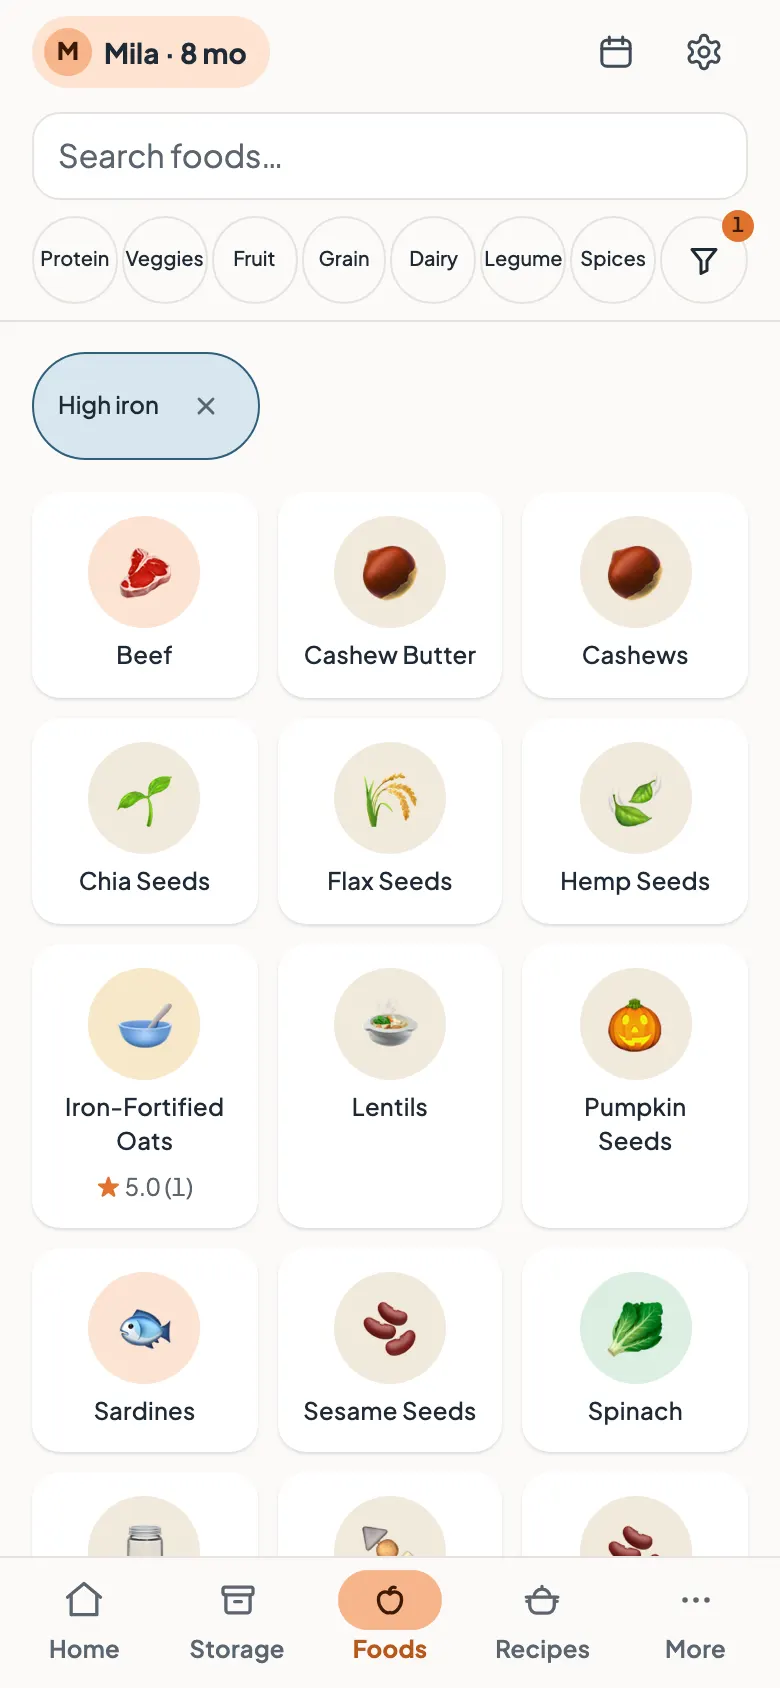 M Mila · 8 mo
Search foods...
1
Protein Veggies Fruit Grain Dairy Legume Spices
High iron
Beef Cashew Butter Cashews
Chia Seeds Flax Seeds Hemp Seeds
Iron-Fortified Oats Lentils Pumpkin Seeds
★ 5.0 (1)
Sardines Sesame Seeds Spinach
Home Storage Foods Recipes More